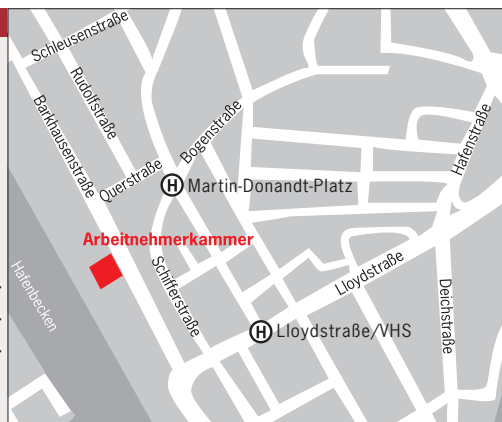 Schleusenstraße
Rudolfstraße
Barkhausenstraße
Bogenstraße
Hafenstraße
Querstraße
H Martin-Donandt-Platz
Arbeitnehmerkammer
Hafenbecken
Schifferstraße
Lloydstraße
Deichstraße
H Lloydstraße/VHS